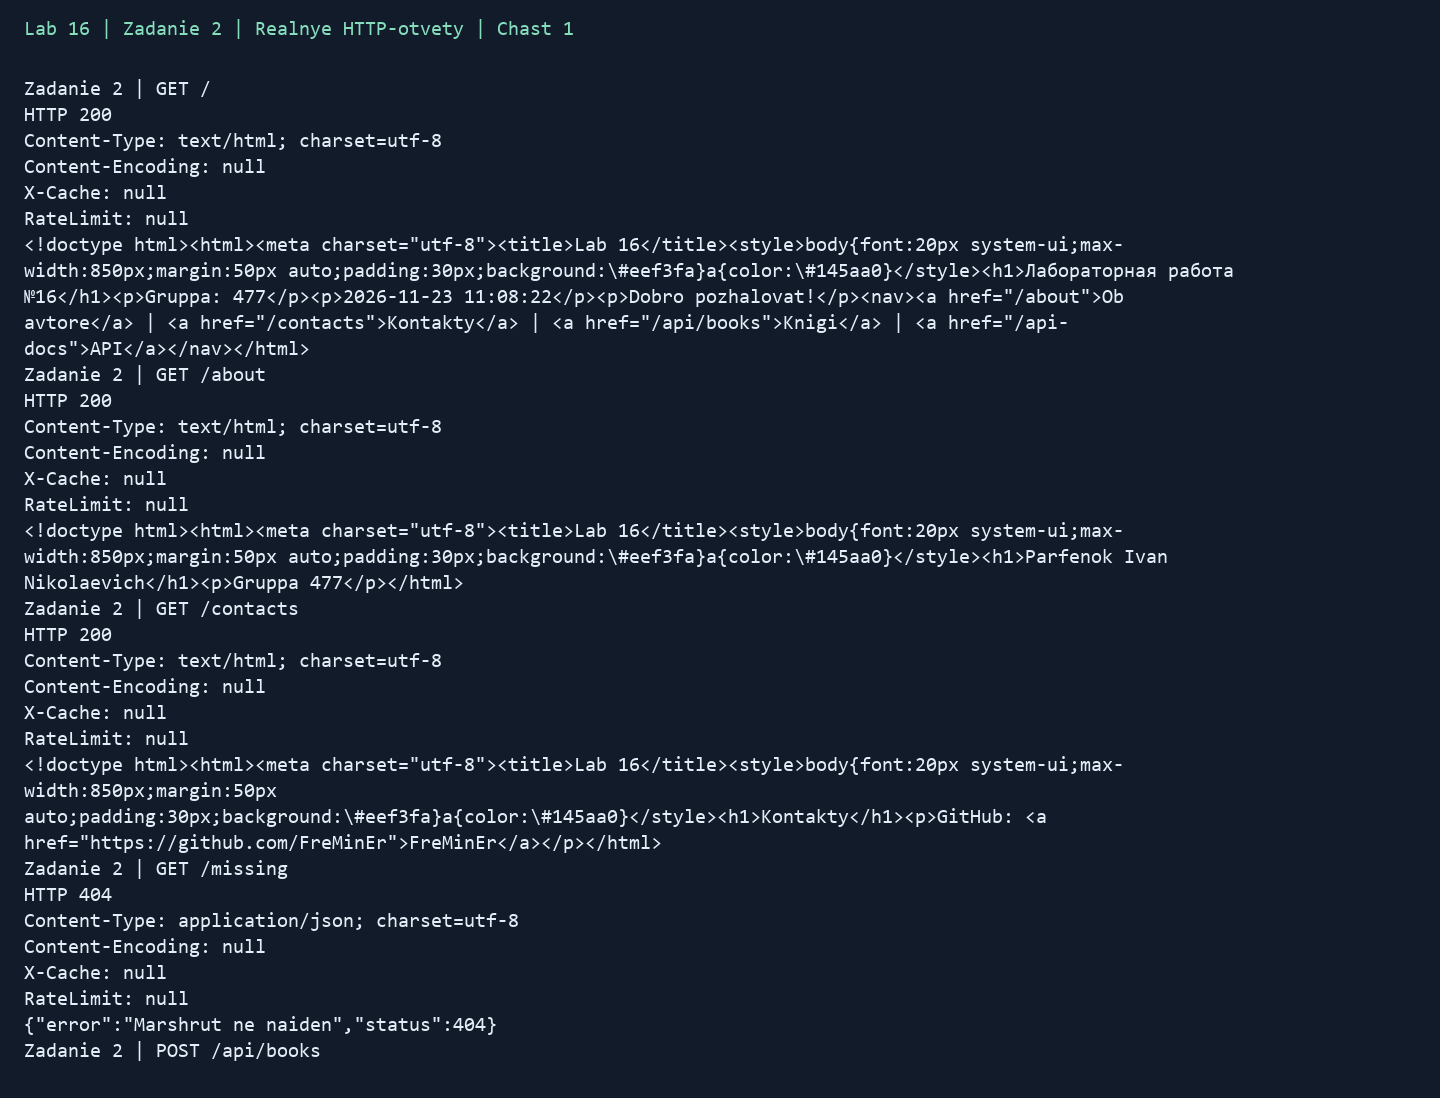 Lab 16 | Zadanie 2 | Realnye HTTP-otvety | Chast 1
Zadanie 2 | GET /
HTTP 200
Content-Type: text/html; charset=utf-8
Content-Encoding: null
X-Cache: null
RateLimit: null
<!doctype html><html><meta charset="utf-8"><title>Lab 16</title><style>body{font:20px system-ui;max-
width:850px;margin:50px auto;padding:30px;background:\#eef3fa}a{color:\#145aa0}</style><h1>Лабораторная работа
№16</h1><p>Gruppa: 477</p><p>2026-11-23 11:08:22</p><p>Dobro pozhalovat!</p><nav><a href="/about">Ob
avtore</a> | <a href="/contacts">Kontakty</a> | <a href="/api/books">Knigi</a> | <a href="/api-
docs">API</a></nav></html>
Zadanie 2 | GET /about
HTTP 200
Content-Type: text/html; charset=utf-8
Content-Encoding: null
X-Cache: null
RateLimit: null
<!doctype html><html><meta charset="utf-8"><title>Lab 16</title><style>body{font:20px system-ui;max-
width:850px;margin:50px auto;padding:30px;background:\#eef3fa}a{color:\#145aa0}</style><h1>Parfenok Ivan
Nikolaevich</h1><p>Gruppa 477</p></html>
Zadanie 2 | GET /contacts
HTTP 200
Content-Type: text/html; charset=utf-8
Content-Encoding: null
X-Cache: null
RateLimit: null
<!doctype html><html><meta charset="utf-8"><title>Lab 16</title><style>body{font:20px system-ui;max-
width:850px;margin:50px
auto;padding:30px;background:\#eef3fa}a{color:\#145aa0}</style><h1>Kontakty</h1><p>GitHub: <a
href="https://github.com/FreMinEr">FreMinEr</a></p></html>
Zadanie 2 | GET /missing
HTTP 404
Content-Type: application/json; charset=utf-8
Content-Encoding: null
X-Cache: null
RateLimit: null
{"error":"Marshrut ne naiden","status":404}
Zadanie 2 | POST /api/books